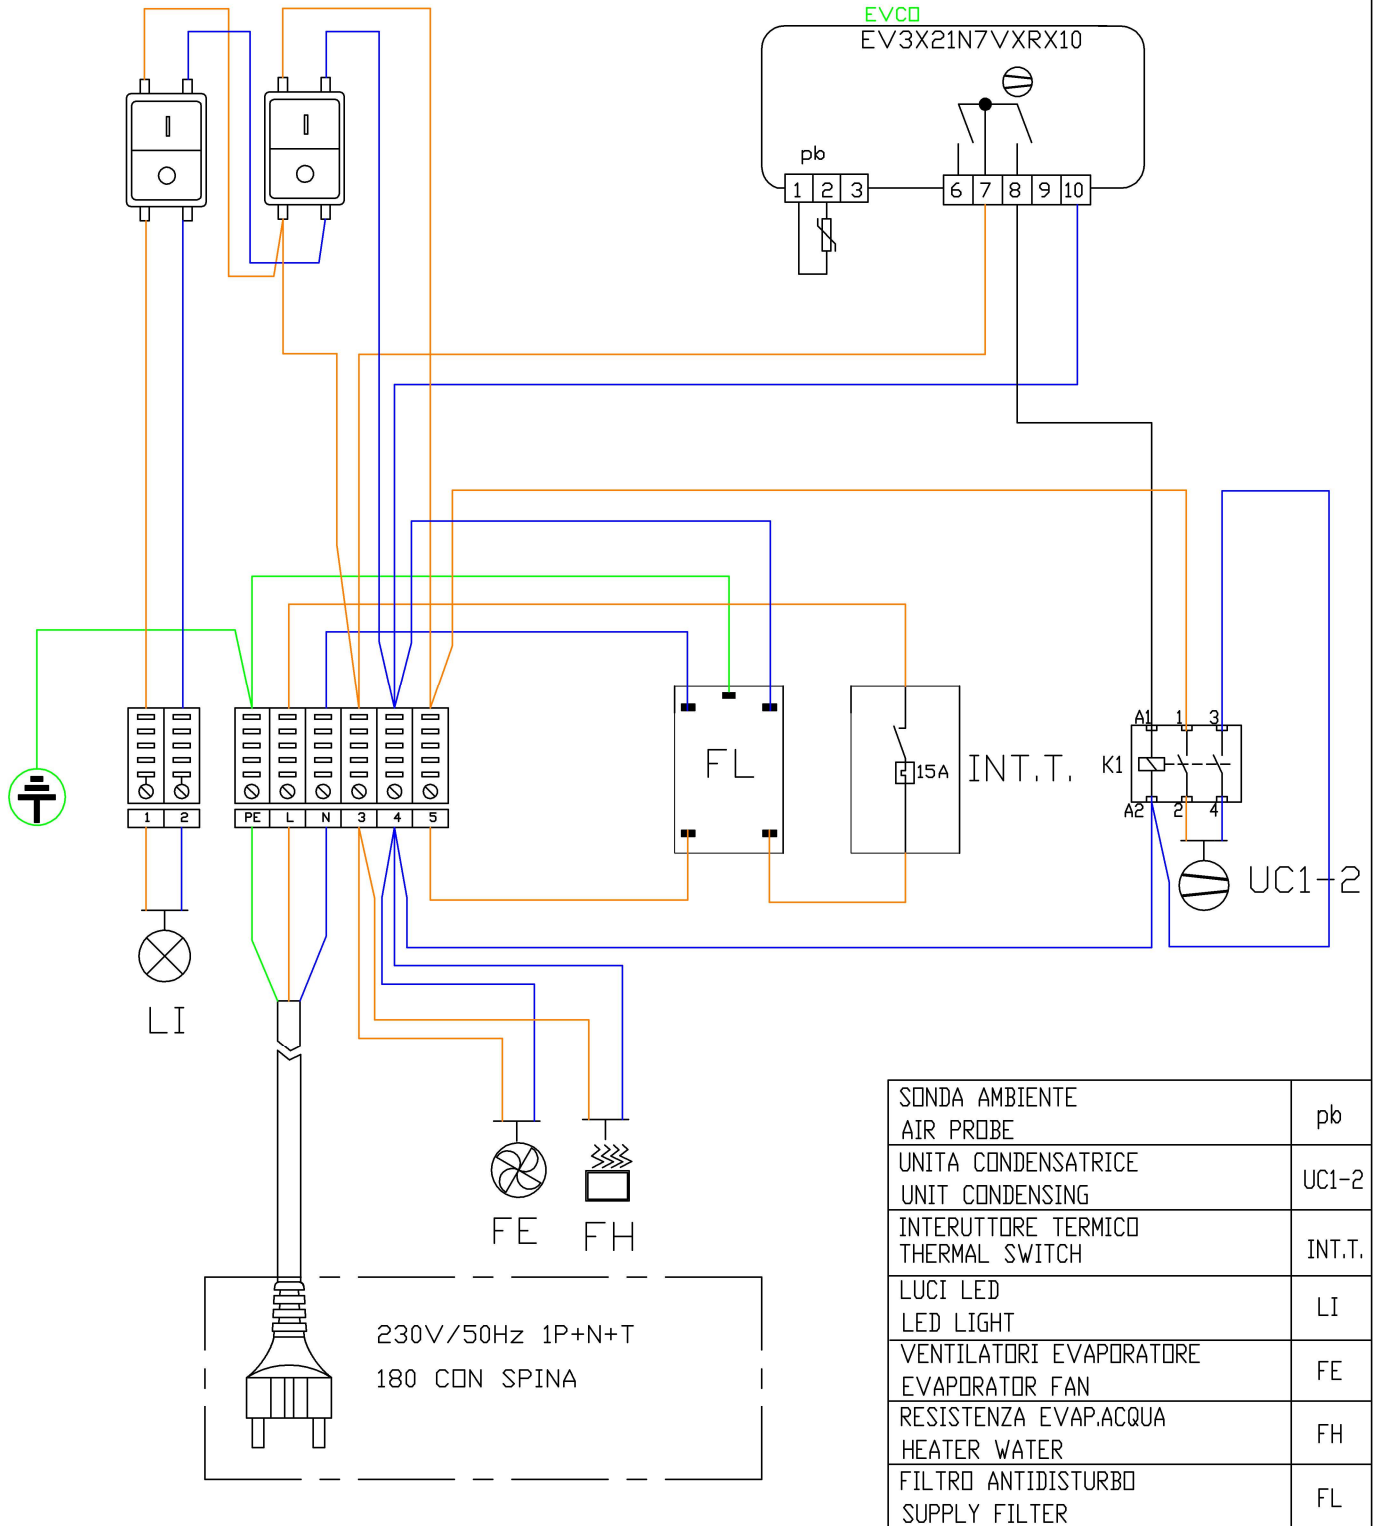 EVCO
EV3X21N7VXRX10
pb
1 2 3
6 7 8 9 10
FL
15A
INT.T.
A1 1 3
K1
A2 2 4
UC1-2
1 2
PE L N 3 4 5
LI
FE
FH
230V/50Hz 1P+N+T
180 CON SPINA
SONDA AMBIENTE
AIR PROBE
pb
UNITA CONDENSATRICE
UNIT CONDENSING
UC1-2
INTERUTTORE TERMICO
THERMAL SWITCH
INT.T.
LUCI LED
LED LIGHT
LI
VENTILATORI EVAPORATORE
EVAPORATOR FAN
FE
RESISTENZA EVAP.ACQUA
HEATER WATER
FH
FILTRO ANTIDISTURBO
SUPPLY FILTER
FL